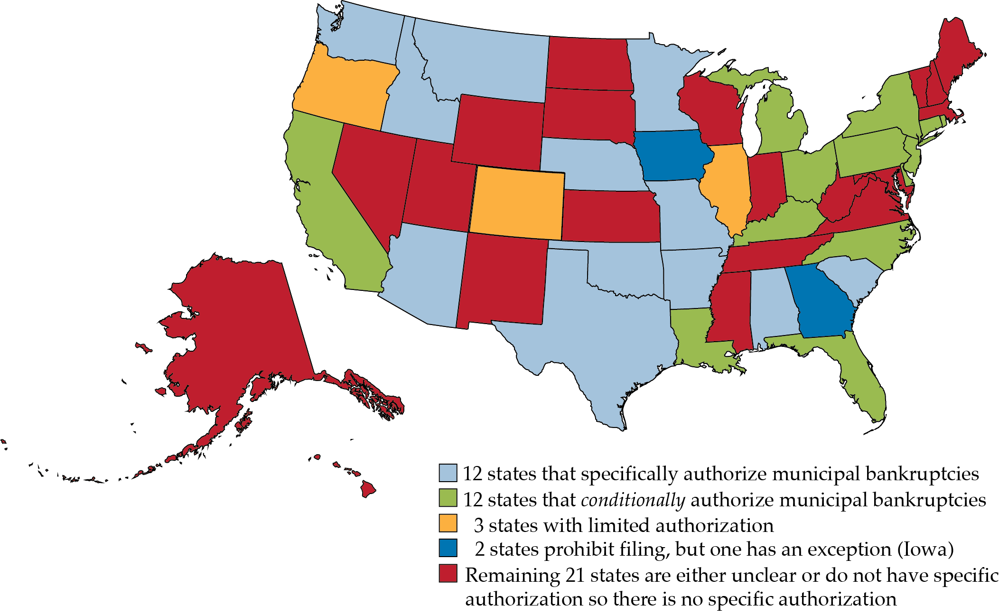 12 states that specifically authorize municipal bankruptcies
12 states that conditionally authorize municipal bankruptcies
3 states with limited authorization
2 states prohibit filing, but one has an exception (Iowa)
Remaining 21 states are either unclear or do not have specific
authorization so there is no specific authorization